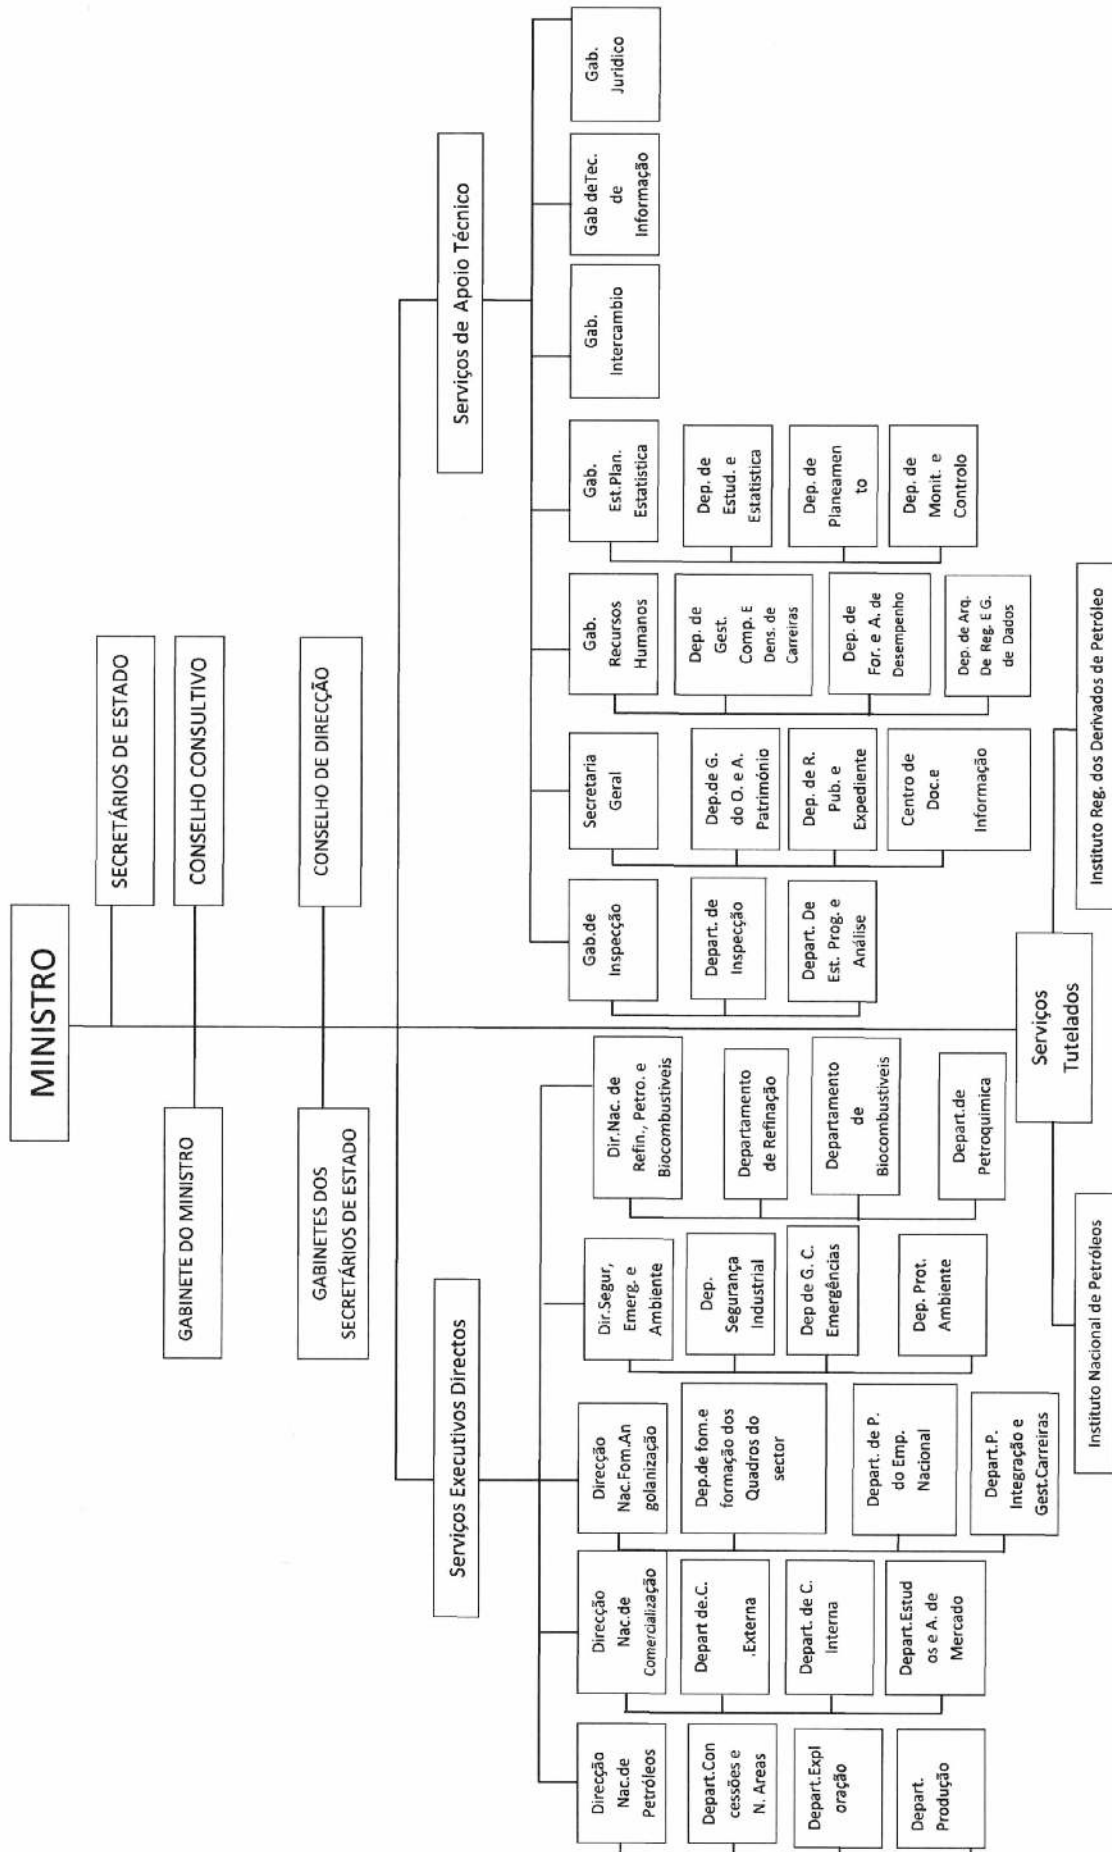 MINISTRO
SECRETÁRIOS DE ESTADO
GABINETE DO MINISTRO
CONSELHO CONSULTIVO
GABINETES DOS
SECRETÁRIOS DE ESTADO
CONSELHO DE DIRECÇÃO
Serviços Executivos Directos
Serviços de Apoio Técnico
Direcção
Nac.de
Petróleos
Depart.Con
cessões e
N. Areas
Depart.Expl
oração
Depart.
Produção
Direcção
Nac.de
Comercialização
Depart de.C.
.Externa
Depart. de C.
Interna
Depart.Estud
os e A. de
Mercado
Direcção
Nac.Fom.An
golanização
Dep.de fom.e
formação dos
Quadros do
sector
Depart. de P.
do Emp.
Nacional
Depart.P.
Integração e
Gest.Carreiras
Dir.Segur,
Emerg. e
Ambiente
Dep.
Segurança
Industrial
Dep de G. C.
Emergências
Dep. Prot.
Ambiente
Dir.Nac. de
Refin., Petro. e
Biocombustiveis
Departamento
de Refinação
Departamento
de
Biocombustiveis
Depart.de
Petroquimica
Gab.de
Inspecção
Depart. de
Inspecção
Depart. De
Est. Prog. e
Análise
Secretaria
Geral
Dep.de G.
do O. e A.
Património
Dep. de R.
Pub. e
Expediente
Centro de
Doc.e
Informação
Gab.
Recursos
Humanos
Dep. de
Gest.
Comp. E
Dens. de
Carreiras
Dep. de
For. e A. de
Desempenho
Dep. de Arq.
De Reg. E G.
de Dados
Gab.
Est.Plan.
Estatistica
Dep. de
Estud. e
Estatistica
Dep. de
Planeamen
to
Dep. de
Monit. e
Controlo
Gab.
Intercambio
Gab deTec.
de
Informação
Gab.
Juridico
Serviços
Tutelados
Instituto Nacional de Petróleos
Instituto Reg. dos Derivados de Petróleo